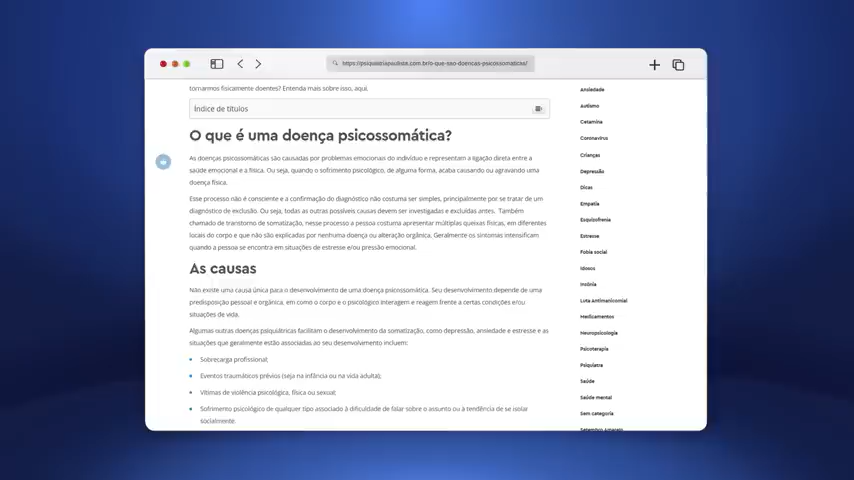 https://psiquiatriapaulista.com.br/o-que-sao-doencas-psicossomaticas/
tornarmos fisicamente doentes? Entenda mais sobre isso, aqui.
Índice de títulos
O que é uma doença psicossomática?
As doenças psicossomáticas são causadas por problemas emocionais do indivíduo e representam a ligação direta entre a
saúde emocional e a física. Ou seja, quando o sofrimento psicológico, de alguma forma, acaba causando ou agravando uma
doença física.
Esse processo não é consciente e a confirmação do diagnóstico não costuma ser simples, principalmente por se tratar de um
diagnóstico de exclusão. Ou seja, todas as outras possíveis causas devem ser investigadas e excluídas antes. Também
chamado de transtorno de somatização, nesse processo a pessoa costuma apresentar múltiplas queixas físicas, em diferentes
locais do corpo e que não são explicadas por nenhuma doença ou alteração orgânica. Geralmente os sintomas intensificam
quando a pessoa se encontra em situações de estresse e/ou pressão emocional.
As causas
Não existe uma causa única para o desenvolvimento de uma doença psicossomática. Seu desenvolvimento depende de uma
predisposição pessoal e orgânica, em como o corpo e o psicológico interagem e reagem frente a certas condições e/ou
situações de vida.
Algumas outras doenças psiquiátricas facilitam o desenvolvimento da somatização, como depressão, ansiedade e estresse e as
situações que geralmente estão associadas ao seu desenvolvimento incluem:
Sobrecarga profissional;
Eventos traumáticos prévios (seja na infância ou na vida adulta);
Vítimas de violência psicológica, física ou sexual;
Sofrimento psicológico de qualquer tipo associado à dificuldade de falar sobre o assunto ou à tendência de se isolar
socialmente.
Ansiedade
Autismo
Cetamina
Coronavírus
Crianças
Depressão
Dicas
Empatia
Esquizofrenia
Estresse
Fobia social
Idosos
Insônia
Luta Antimanicomial
Medicamentos
Neuropsicologia
Psicoterapia
Psiquiatra
Saúde
Saúde mental
Sem categoria
Setembro Amarelo